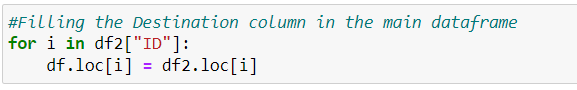 #Filling the Destination column in the main dataframe
for i in df2["ID"]:
    df.loc[i] = df2.loc[i]